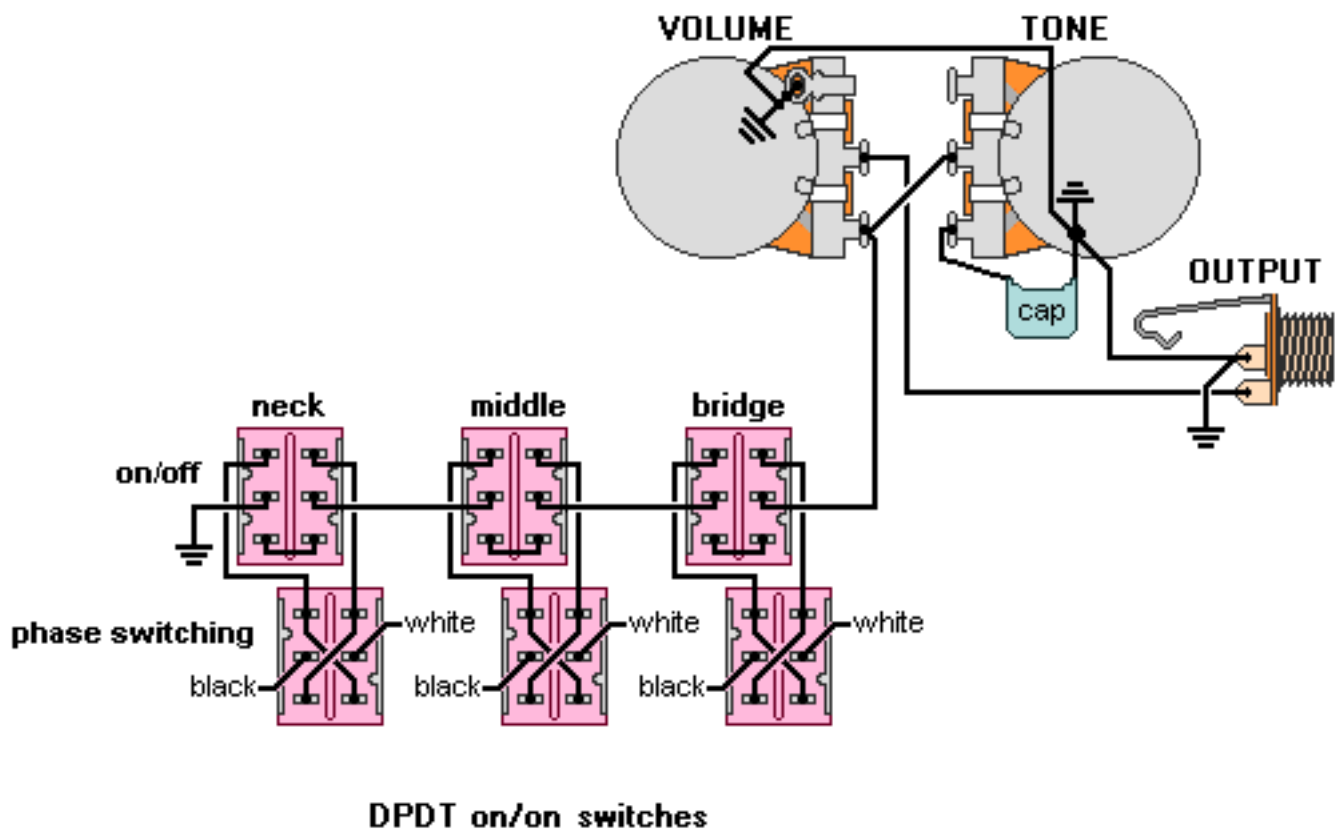 VOLUME
TONE
OUTPUT
cap
neck
middle
bridge
on/off
phase switching
white
white
white
black
black
black
DPDT on/on switches